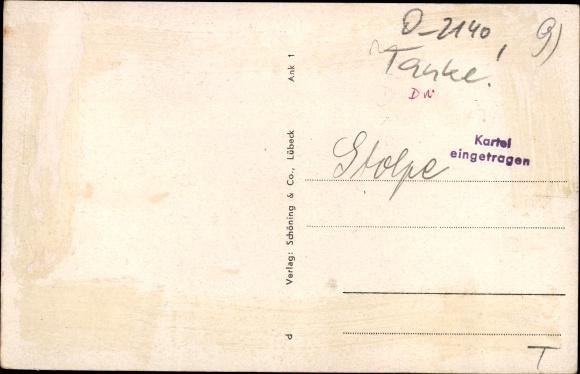 O-2140, 9)
Tanke!
Dw
Kartei
eingetragen
Stolpe
d Verlag: Schöning & Co., Lübeck Ank 1
T